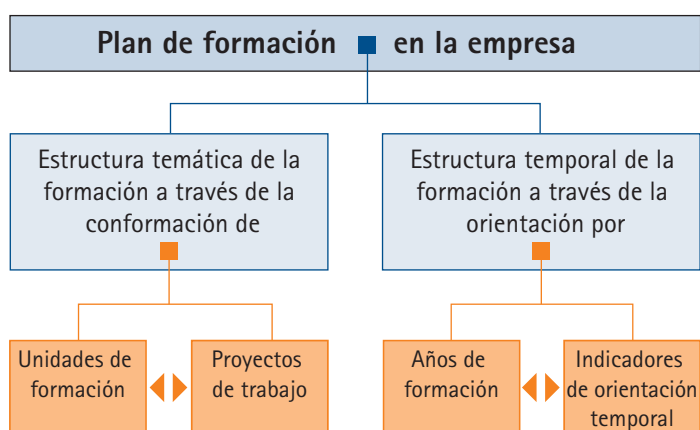 Plan de formación en la empresa
Estructura temática de la
formación a través de la
conformación de
Estructura temporal de la
formación a través de la
orientación por
Unidades de
formación
Proyectos
de trabajo
Años de
formación
Indicadores
de orientación
temporal